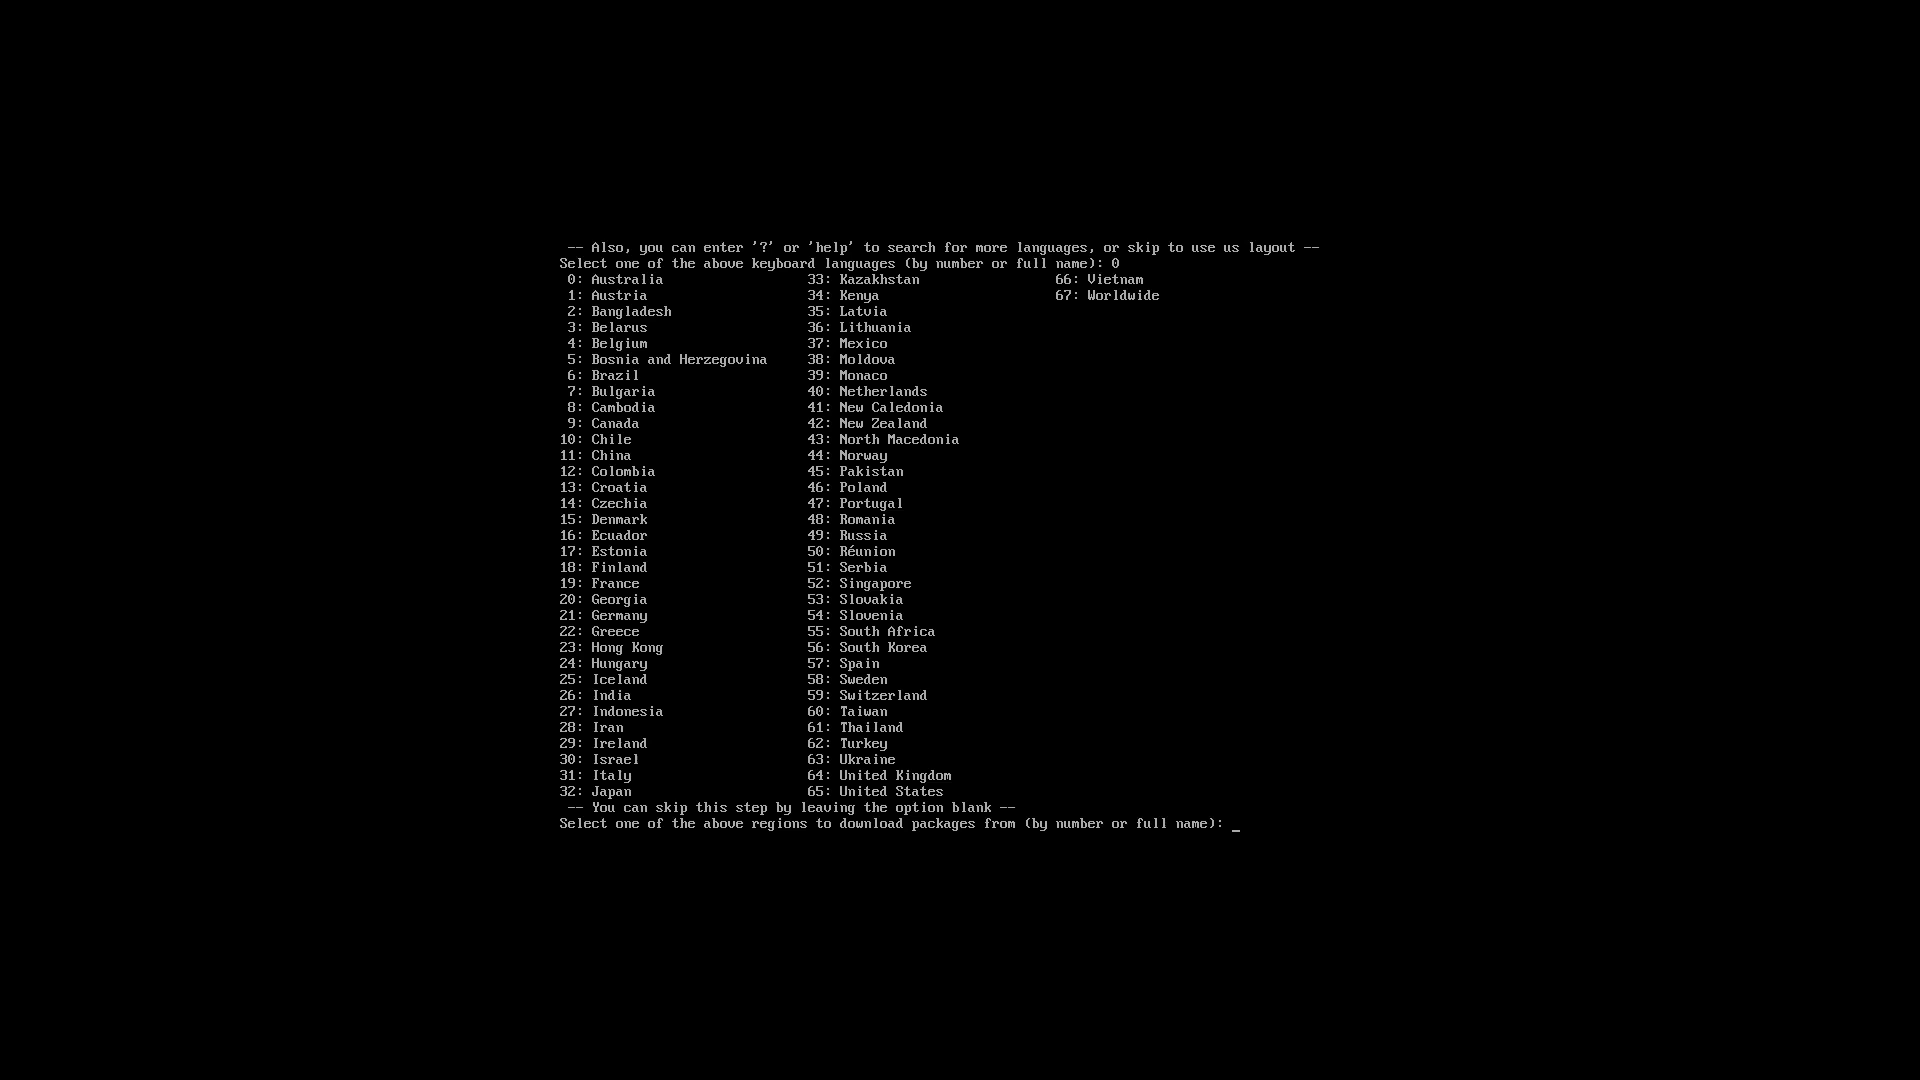 -- Also, you can enter '?' or 'help' to search for more languages, or skip to use us layout --
Select one of the above keyboard languages (by number or full name): 0
 0: Australia                  33: Kazakhstan                 66: Vietnam
 1: Austria                    34: Kenya                      67: Worldwide
 2: Bangladesh                 35: Latvia
 3: Belarus                    36: Lithuania
 4: Belgium                    37: Mexico
 5: Bosnia and Herzegovina     38: Moldova
 6: Brazil                     39: Monaco
 7: Bulgaria                   40: Netherlands
 8: Cambodia                   41: New Caledonia
 9: Canada                     42: New Zealand
10: Chile                      43: North Macedonia
11: China                      44: Norway
12: Colombia                   45: Pakistan
13: Croatia                    46: Poland
14: Czechia                    47: Portugal
15: Denmark                    48: Romania
16: Ecuador                    49: Russia
17: Estonia                    50: Réunion
18: Finland                    51: Serbia
19: France                     52: Singapore
20: Georgia                    53: Slovakia
21: Germany                    54: Slovenia
22: Greece                     55: South Africa
23: Hong Kong                  56: South Korea
24: Hungary                    57: Spain
25: Iceland                    58: Sweden
26: India                      59: Switzerland
27: Indonesia                  60: Taiwan
28: Iran                       61: Thailand
29: Ireland                    62: Turkey
30: Israel                     63: Ukraine
31: Italy                      64: United Kingdom
32: Japan                      65: United States
-- You can skip this step by leaving the option blank --
Select one of the above regions to download packages from (by number or full name): _